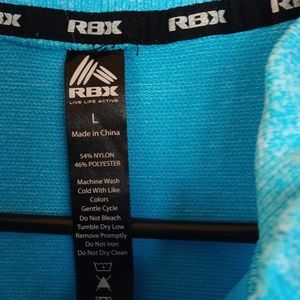 RBX RBX RBX
RBX
LIVE LIFE ACTIVE
L
Made in China
54% NYLON
46% POLYESTER
Machine Wash
Cold With Like
Colors
Gentle Cycle
Do Not Bleach
Tumble Dry Low
Remove Promptly
Do Not Iron
Do Not Dry Clean